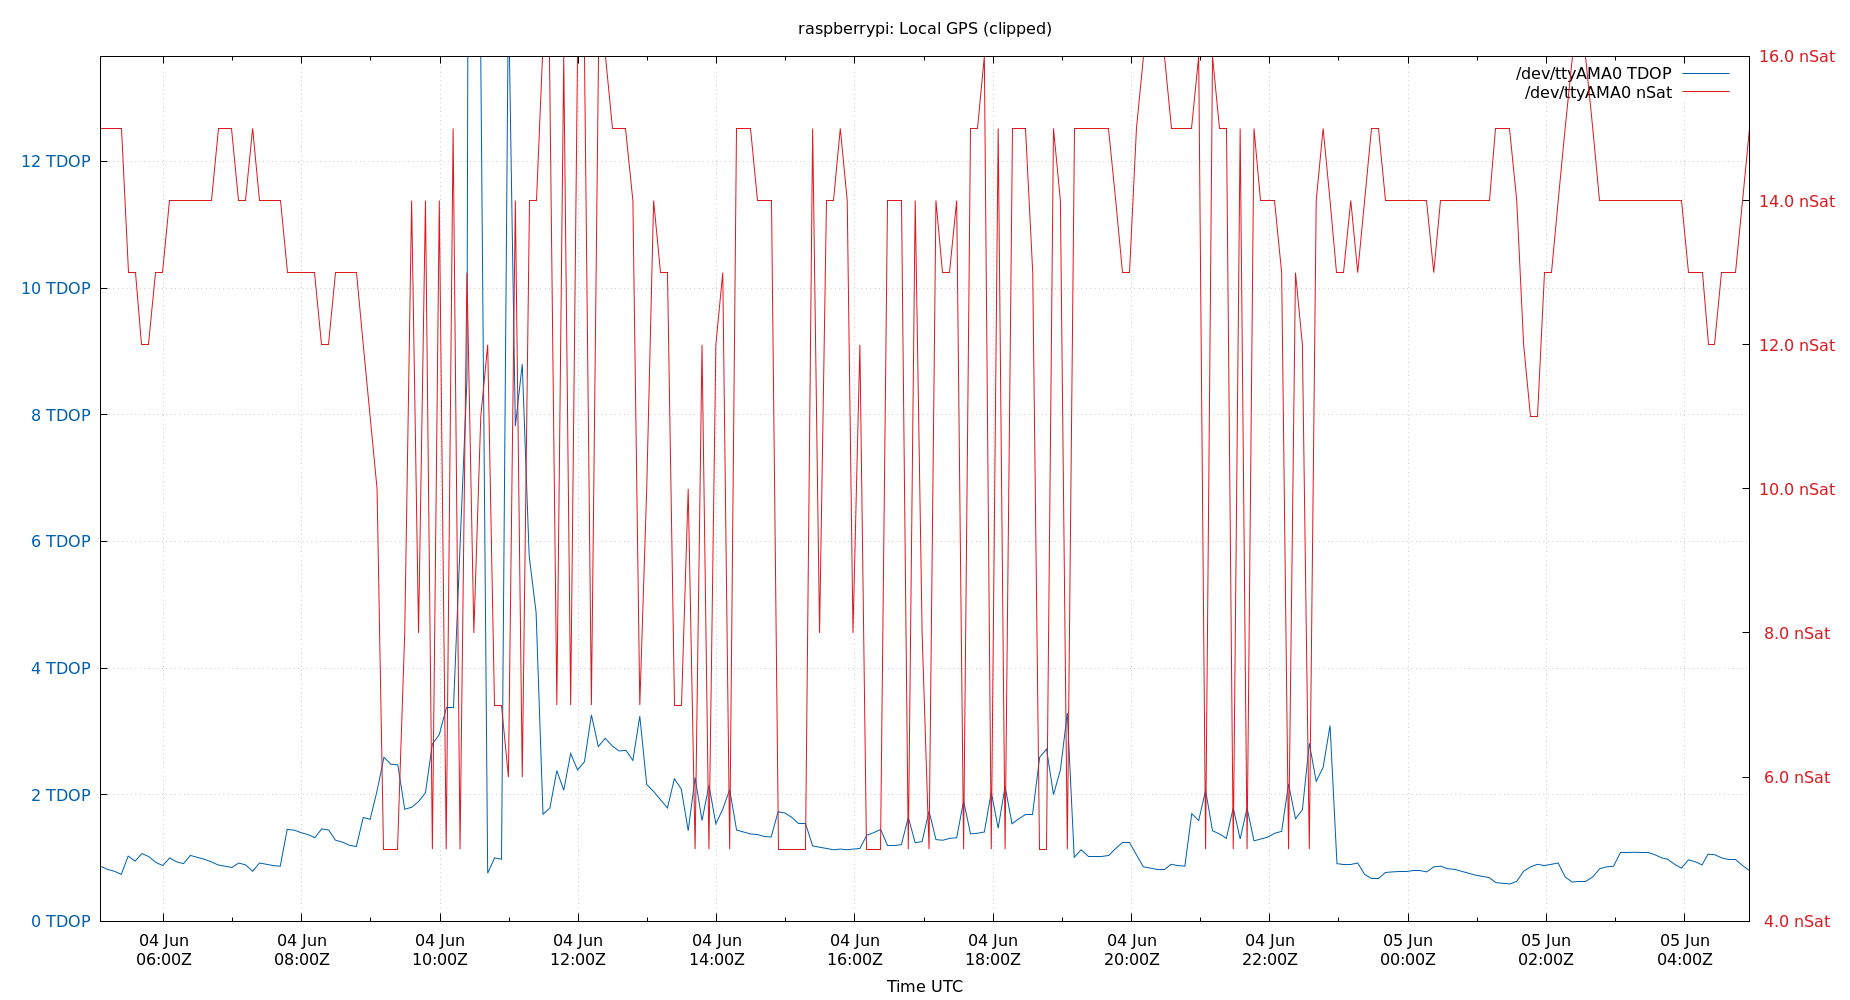 raspberrypi: Local GPS (clipped)
16.0 nSat
/dev/ttyAMA0 TDOP
/dev/ttyAMA0 nSat
12 TDOP
14.0 nSat
10 TDOP
12.0 nSat
8 TDOP
10.0 nSat
6 TDOP
8.0 nSat
4 TDOP
6.0 nSat
2 TDOP
0 TDOP
4.0 nSat
04 Jun 04 Jun 04 Jun 04 Jun 04 Jun 04 Jun 04 Jun 04 Jun 04 Jun 05 Jun 05 Jun 05 Jun
06:00Z 08:00Z 10:00Z 12:00Z 14:00Z 16:00Z 18:00Z 20:00Z 22:00Z 00:00Z 02:00Z 04:00Z
Time UTC